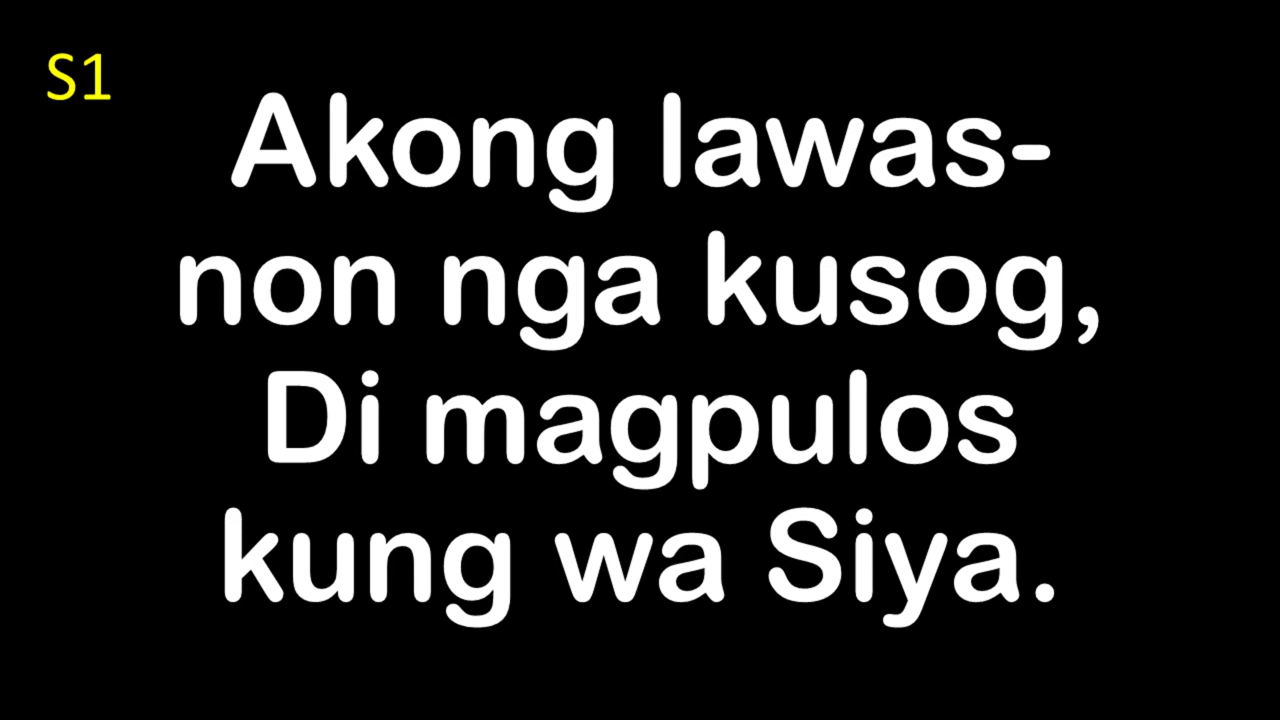 S1
Akong lawas-
non nga kusog,
Di magpulos
kung wa Siya.